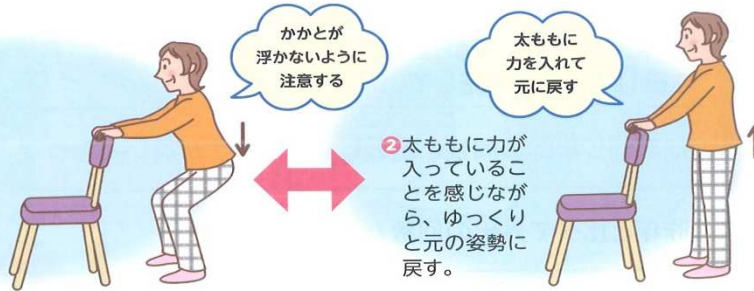 かかとが
浮かないように
注意する
太ももに
力を入れて
元に戻す
❷太ももに力が
入っているこ
とを感じなが
ら、ゆっくり
と元の姿勢に
戻す。